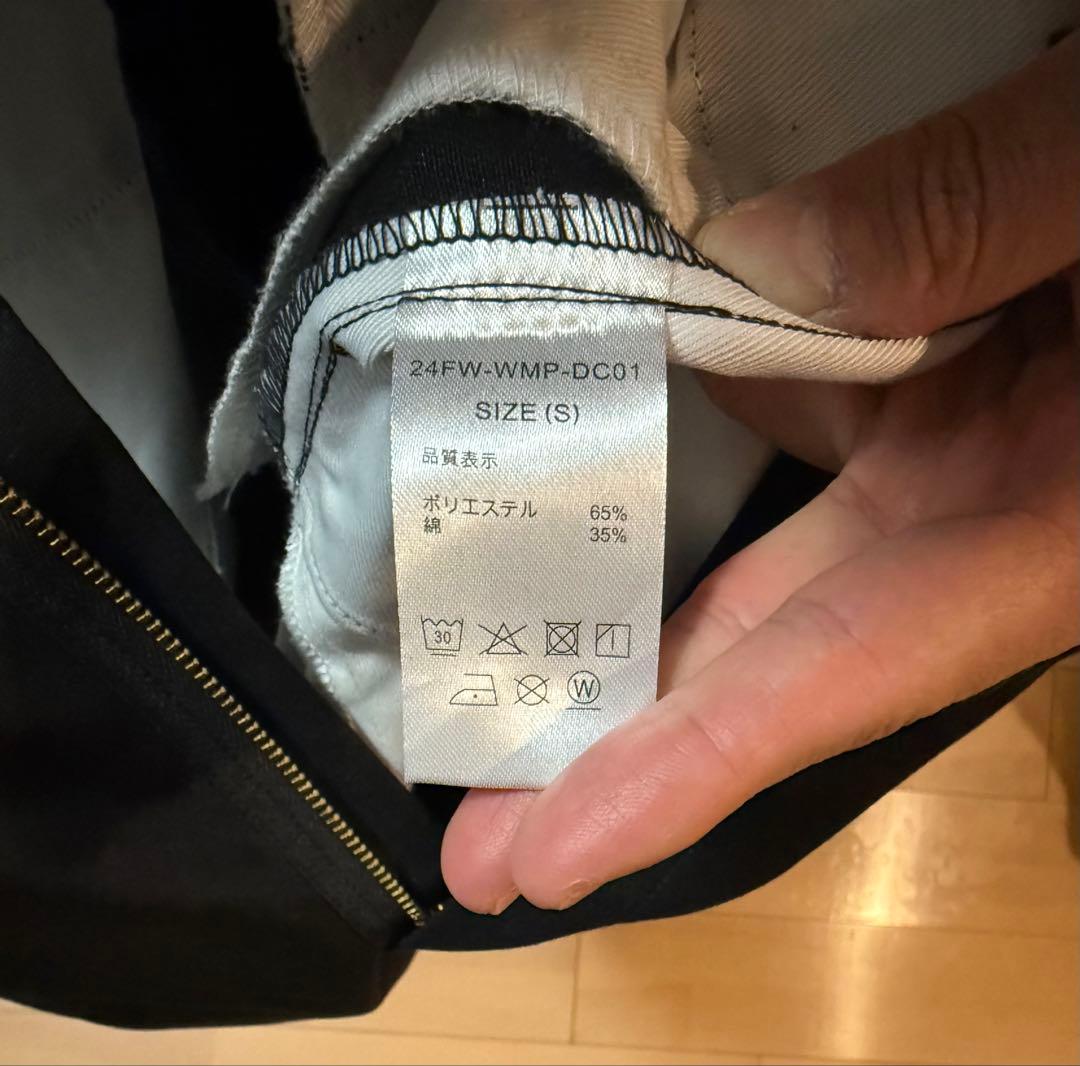 24FW-WMP-DC01
SIZE (S)
品質表示
ポリエステル 65%
綿 35%
30
W